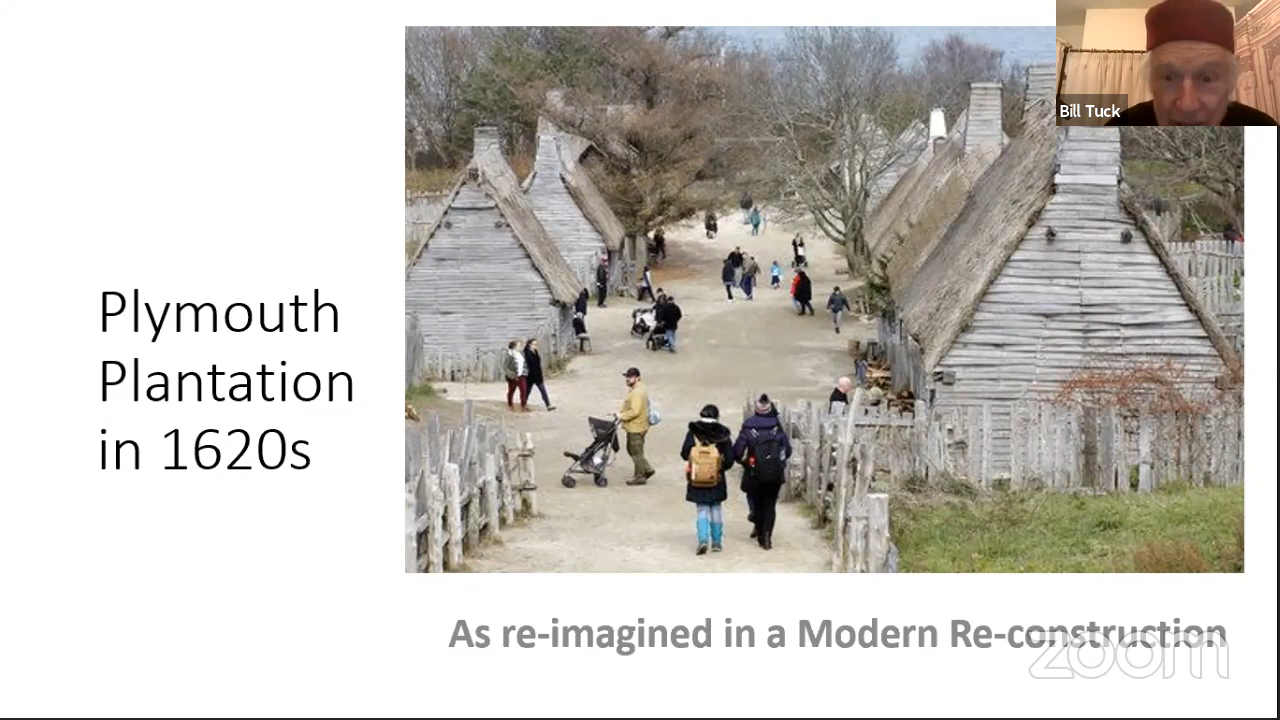 Bill Tuck
Plymouth
Plantation
in 1620s
As re-imagined in a Modern Re-construction
zoom